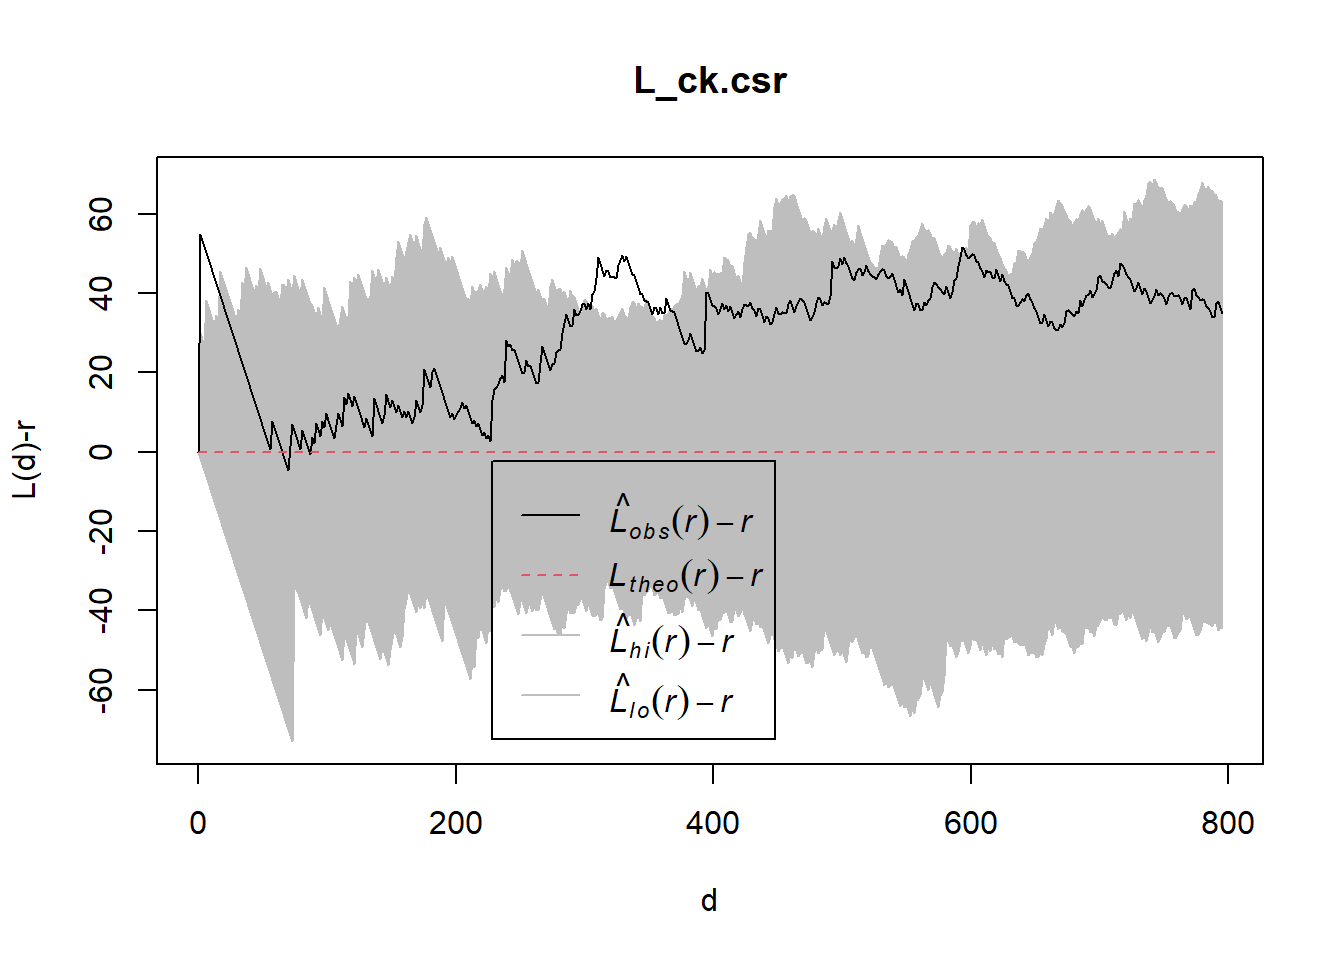 L_ck.csr
L(d)-r
60
40
20
0
-20
-40
-60
L̂obs(r) − r
Ltheo(r) − r
L̂hi(r) − r
L̂lo(r) − r
0 200 400 600 800
d